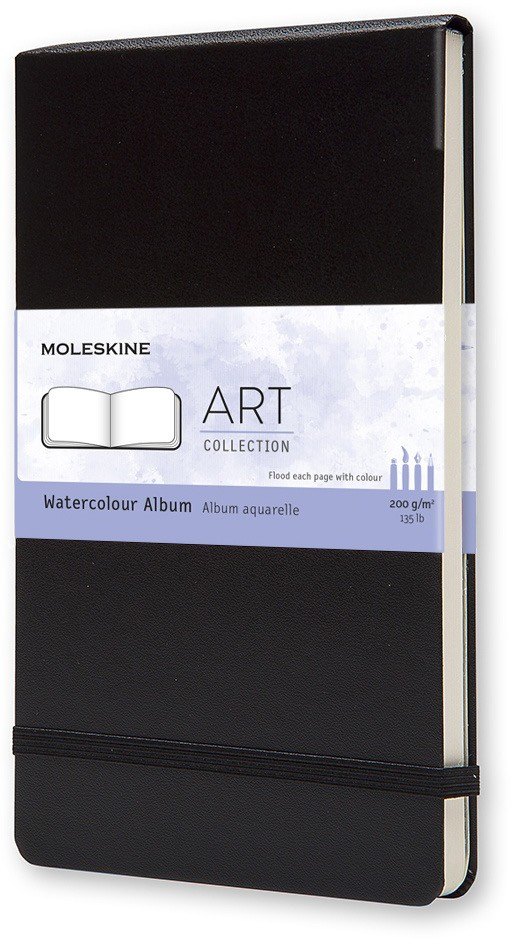 MOLESKINE
ART
COLLECTION
Flood each page with colour
Watercolour Album Album aquarelle
200 g/m²
135 lb